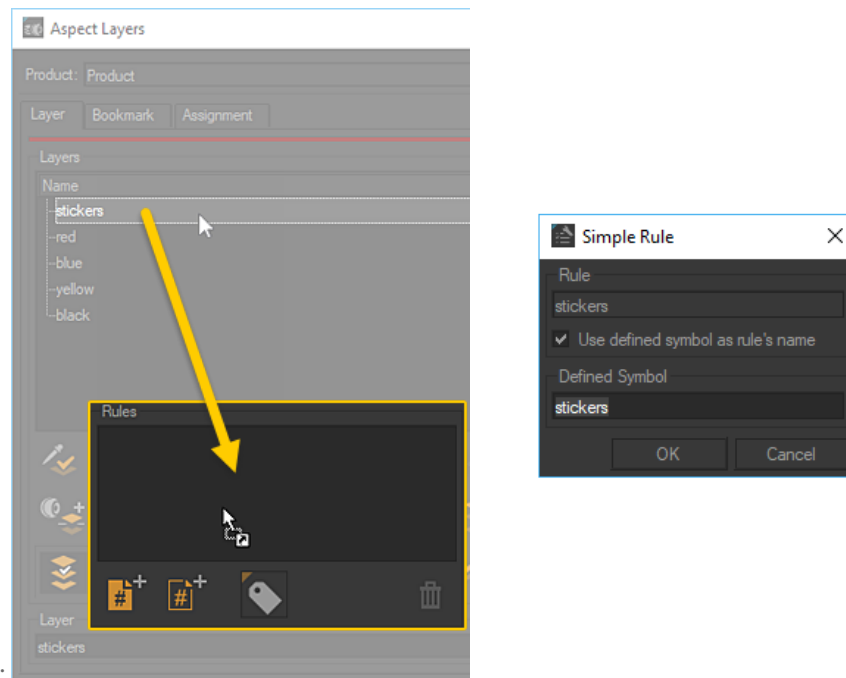 Aspect Layers
Product: Product
Layer Bookmark Assignment
Layers
Name
stickers
red
blue
yellow
black
Rules
# + # +
Layer
stickers
.
Simple Rule
Rule
stickers
Use defined symbol as rule's name
Defined Symbol
stickers
OK Cancel